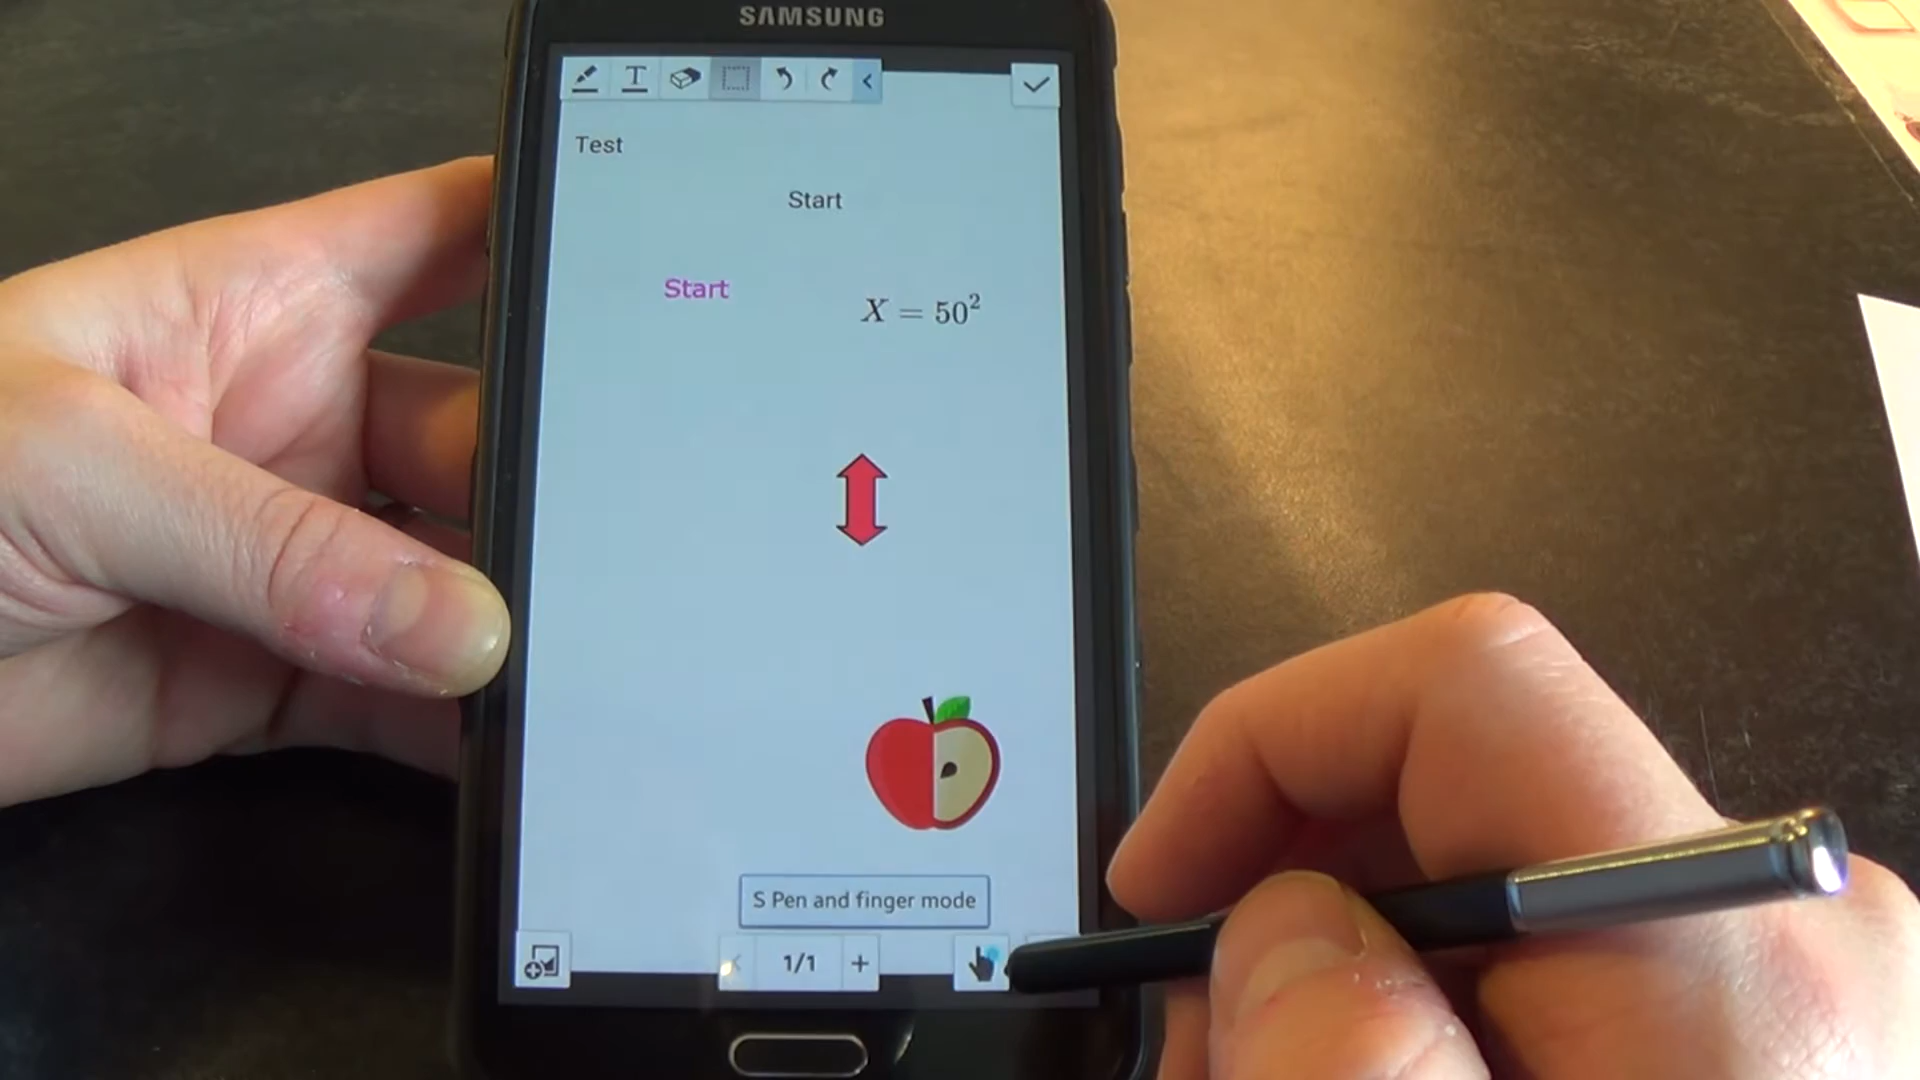 SAMSUNG
T
Test
Start
Start
X = 50²
S Pen and finger mode
1/1 +